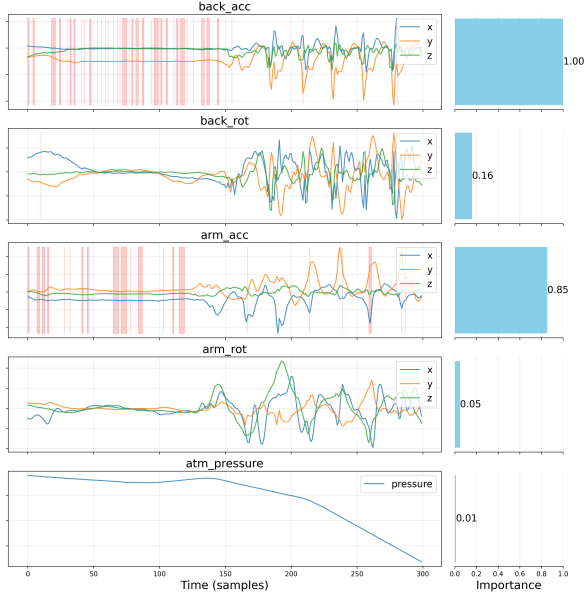 back_acc
x
y
z
1.00
back_rot
x
y
z
0.16
arm_acc
x
y
z
0.85
arm_rot
x
y
z
0.05
atm_pressure
pressure
0.01
0 50 100 150 200 250 300
0.0 0.2 0.4 0.6 0.8 1.0
Time (samples)
Importance